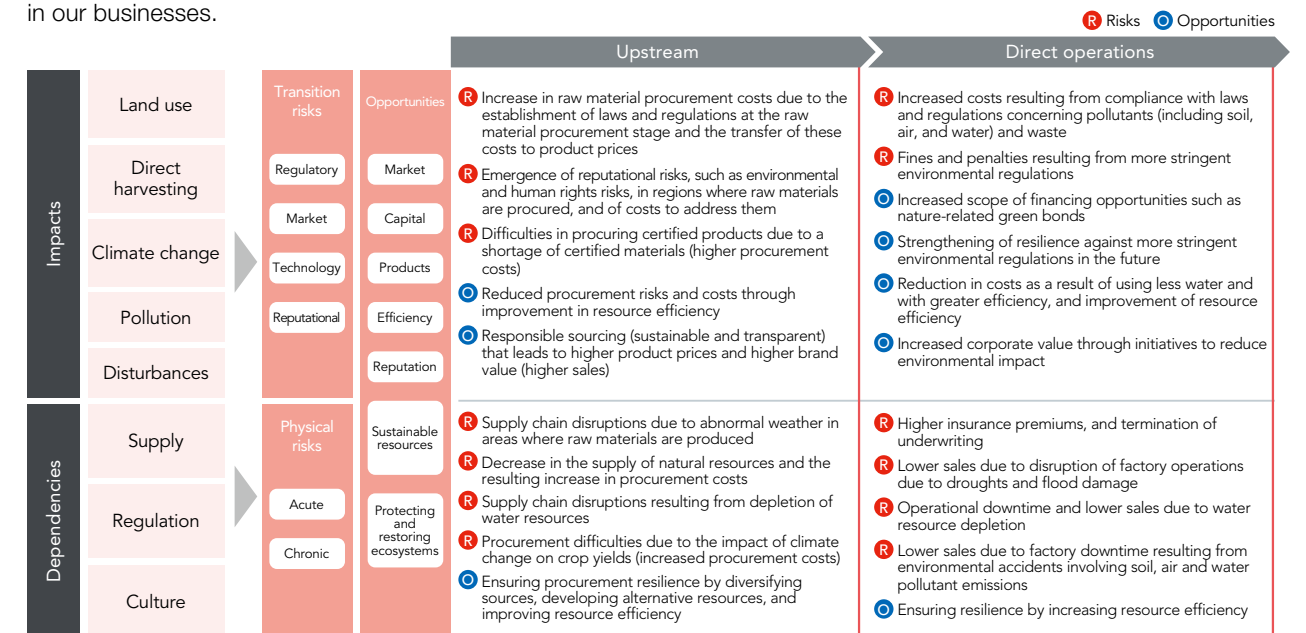 in our businesses.
R Risks O Opportunities
Upstream
Direct operations
Impacts
Land use
Direct
harvesting
Climate change
Pollution
Disturbances
Dependencies
Supply
Regulation
Culture
Transition
risks
Regulatory
Market
Technology
Reputational
Physical
risks
Acute
Chronic
Opportunities
Market
Capital
Products
Efficiency
Reputation
Sustainable
resources
Protecting
and
restoring
ecosystems
R Increase in raw material procurement costs due to the
establishment of laws and regulations at the raw
material procurement stage and the transfer of these
costs to product prices
R Emergence of reputational risks, such as environmental
and human rights risks, in regions where raw materials
are procured, and of costs to address them
R Difficulties in procuring certified products due to a
shortage of certified materials (higher procurement
costs)
O Reduced procurement risks and costs through
improvement in resource efficiency
O Responsible sourcing (sustainable and transparent)
that leads to higher product prices and higher brand
value (higher sales)
R Increased costs resulting from compliance with laws
and regulations concerning pollutants (including soil,
air, and water) and waste
R Fines and penalties resulting from more stringent
environmental regulations
O Increased scope of financing opportunities such as
nature-related green bonds
O Strengthening of resilience against more stringent
environmental regulations in the future
O Reduction in costs as a result of using less water and
with greater efficiency, and improvement of resource
efficiency
O Increased corporate value through initiatives to reduce
environmental impact
R Supply chain disruptions due to abnormal weather in
areas where raw materials are produced
R Decrease in the supply of natural resources and the
resulting increase in procurement costs
R Supply chain disruptions resulting from depletion of
water resources
R Procurement difficulties due to the impact of climate
change on crop yields (increased procurement costs)
O Ensuring procurement resilience by diversifying
sources, developing alternative resources, and
improving resource efficiency
R Higher insurance premiums, and termination of
underwriting
R Lower sales due to disruption of factory operations
due to droughts and flood damage
R Operational downtime and lower sales due to water
resource depletion
R Lower sales due to factory downtime resulting from
environmental accidents involving soil, air and water
pollutant emissions
O Ensuring resilience by increasing resource efficiency